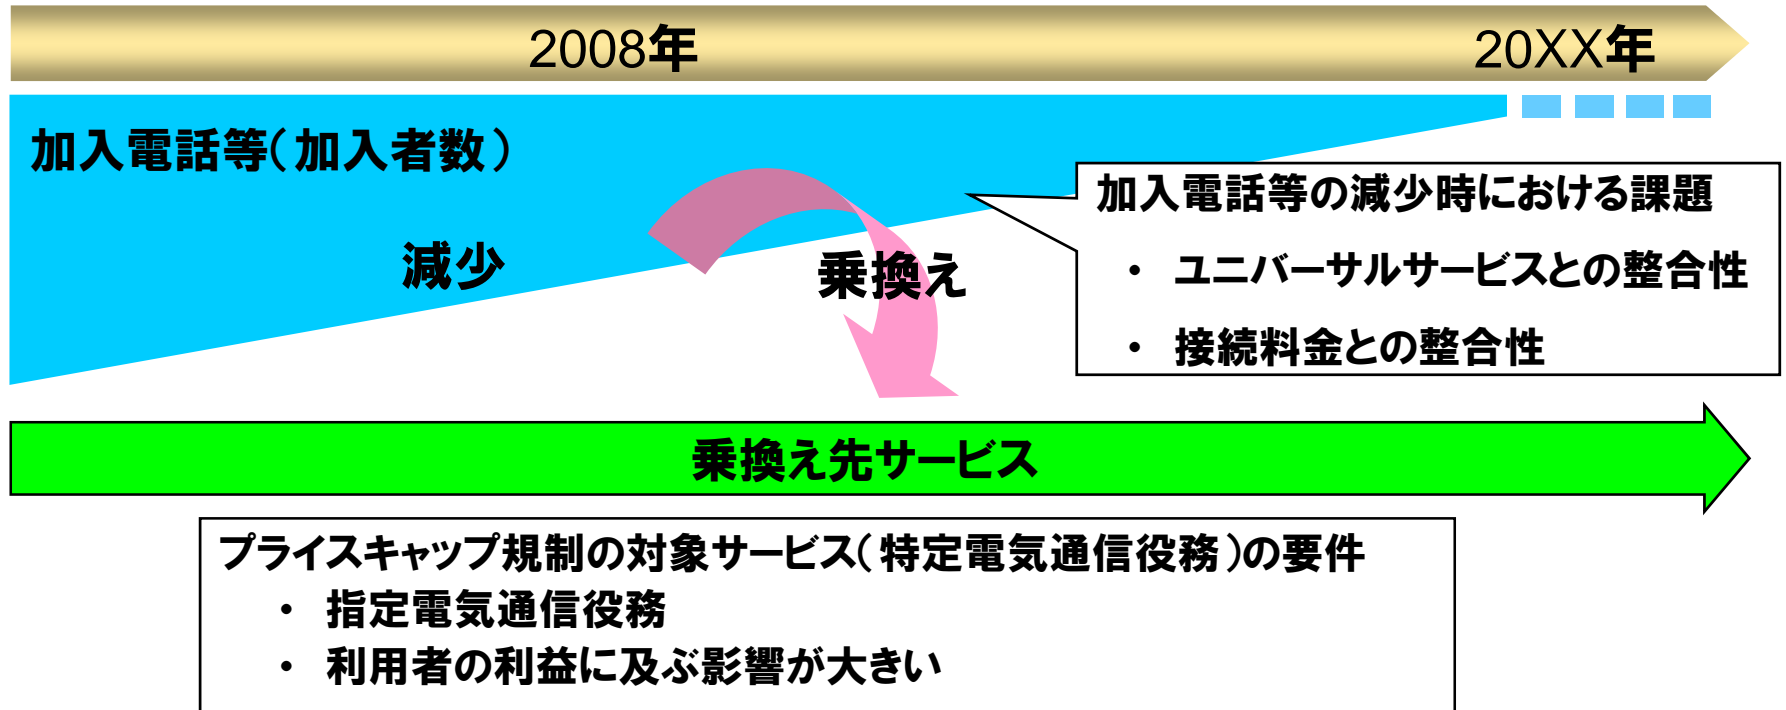 2008年 20XX年
加入電話等(加入者数)
減少
乗換え
加入電話等の減少時における課題
・ ユニバーサルサービスとの整合性
・ 接続料金との整合性
乗換え先サービス
プライスキャップ規制の対象サービス(特定電気通信役務)の要件
・ 指定電気通信役務
・ 利用者の利益に及ぶ影響が大きい